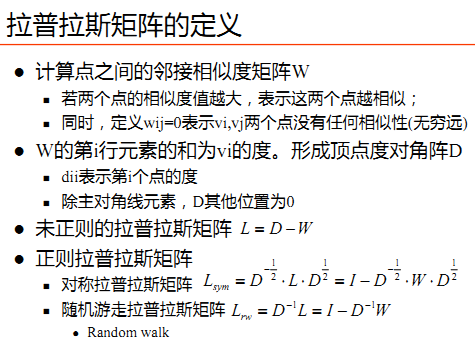 拉普拉斯矩阵的定义
● 计算点之间的邻接相似度矩阵W
■ 若两个点的相似度值越大，表示这两个点越相似；
■ 同时，定义wij=0表示vi,vj两个点没有任何相似性(无穷远)
● W的第i行元素的和为vi的度。形成顶点度对角阵D
■ dii表示第i个点的度
■ 除主对角线元素，D其他位置为0
● 未正则的拉普拉斯矩阵 L = D − W
● 正则拉普拉斯矩阵
■ 对称拉普拉斯矩阵 L_{sym} = D^{-\frac{1}{2}} · L · D^{\frac{1}{2}} = I − D^{-\frac{1}{2}} · W · D^{\frac{1}{2}}
■ 随机游走拉普拉斯矩阵 L_{rw} = D^{-1}L = I − D^{-1}W
● Random walk